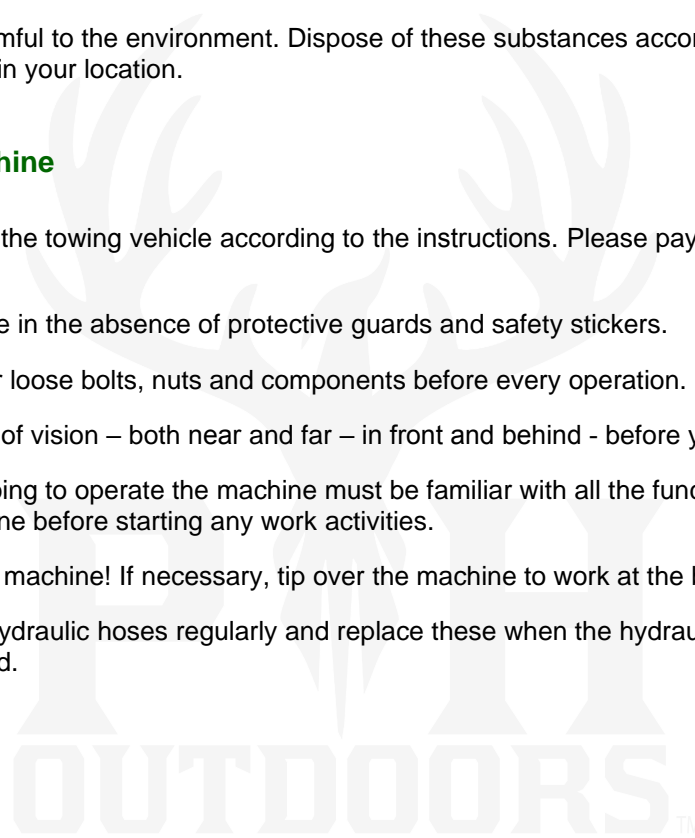 mful to the environment. Dispose of these substances accor
in your location.
hine
the towing vehicle according to the instructions. Please pay
e in the absence of protective guards and safety stickers.
r loose bolts, nuts and components before every operation.
of vision – both near and far – in front and behind - before y
ing to operate the machine must be familiar with all the func
ne before starting any work activities.
machine! If necessary, tip over the machine to work at the
ydraulic hoses regularly and replace these when the hydrau
d.
P H
OUTDOORS
TM